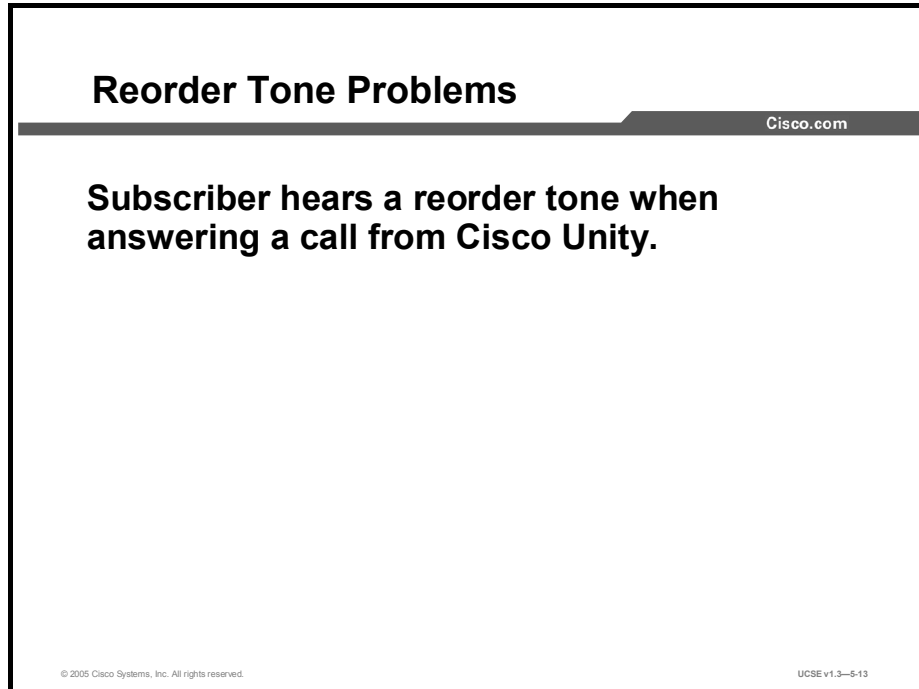 Reorder Tone Problems
Cisco.com
Subscriber hears a reorder tone when
answering a call from Cisco Unity.
© 2005 Cisco Systems, Inc. All rights reserved.
UCSE v1.3—5-13